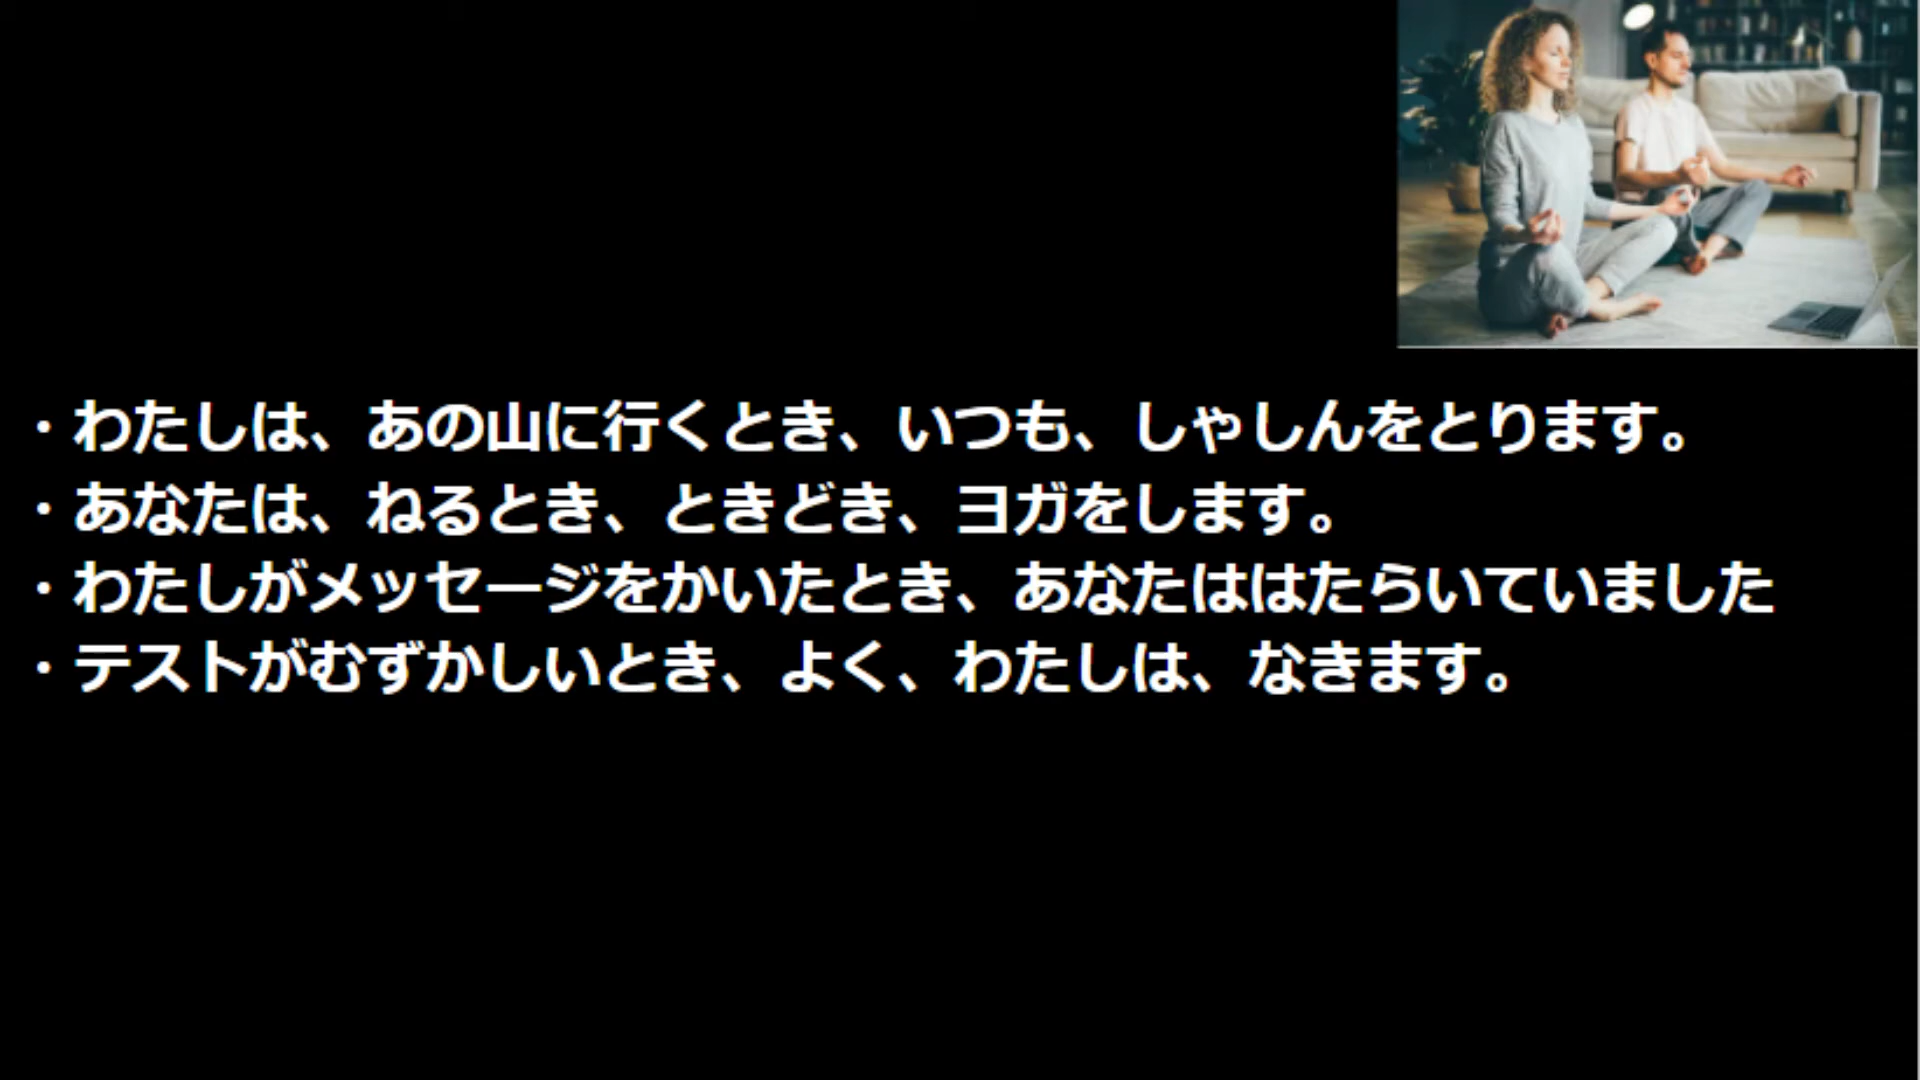 ・わたしは、あの山に行くとき、いつも、しゃしんをとります。
・あなたは、ねるとき、ときどき、ヨガをします。
・わたしがメッセージをかいたとき、あなたははたらいていました
・テストがむずかしいとき、よく、わたしは、なきます。